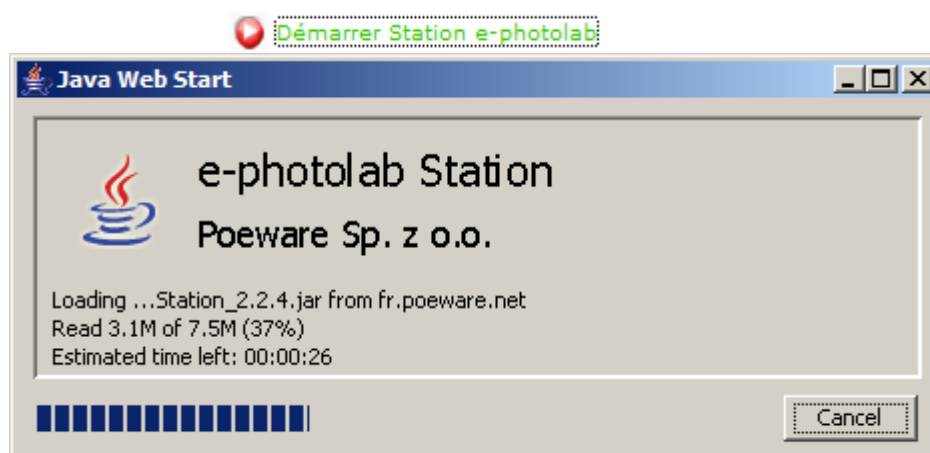 Démarrer Station e-photolab
Java Web Start
e-photolab Station
Poeware Sp. z o.o.
Loading ...Station_2.2.4.jar from fr.poeware.net
Read 3.1M of 7.5M (37%)
Estimated time left: 00:00:26
Cancel